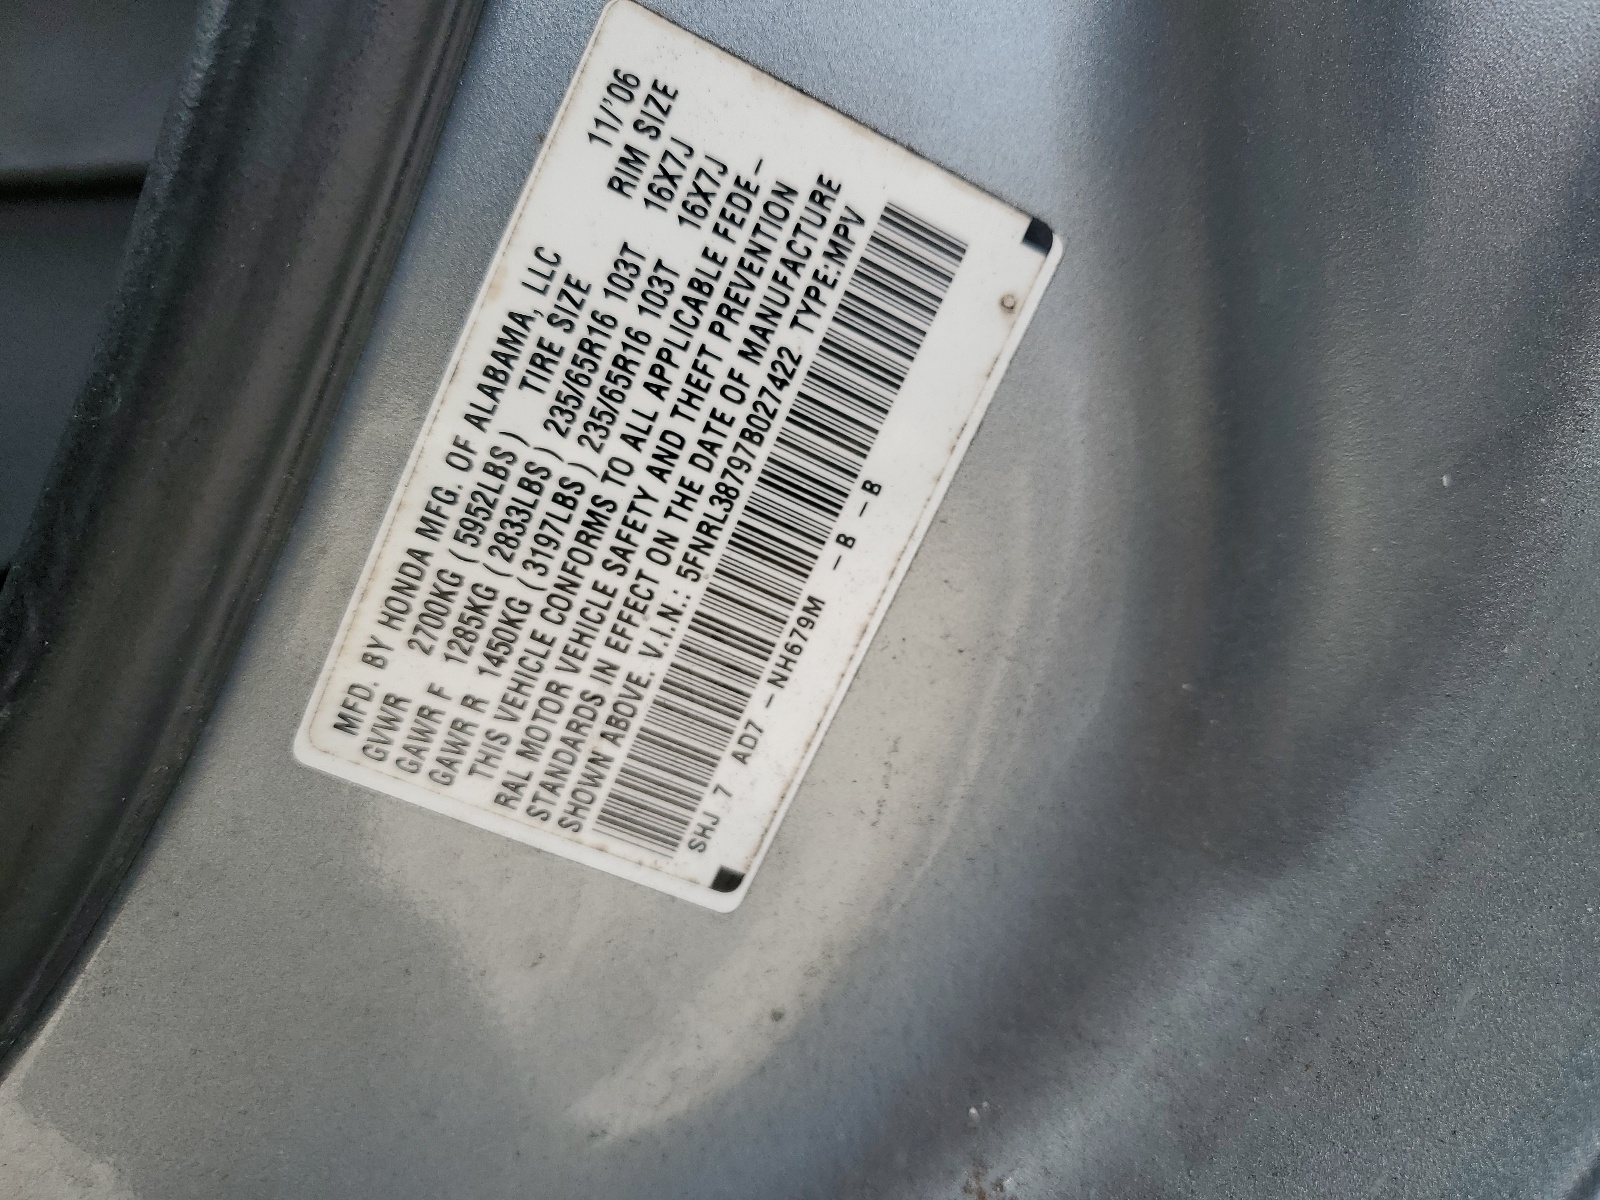 MFD. BY HONDA MFG. OF ALABAMA, LLC 11/'06
GVWR 2700KG (5952LBS) TIRE SIZE RIM SIZE
GAWR F 1285KG (2833LBS) 235/65R16 103T 16X7J
GAWR R 1450KG (3197LBS) 235/65R16 103T 16X7J
THIS VEHICLE CONFORMS TO ALL APPLICABLE FEDE-
RAL MOTOR VEHICLE SAFETY AND THEFT PREVENTION
STANDARDS IN EFFECT ON THE DATE OF MANUFACTURE
SHOWN ABOVE. V.I.N.: 5FNRL38797B027422 TYPE:MPV
SHJ 7 AD7 -NH679M -B -B